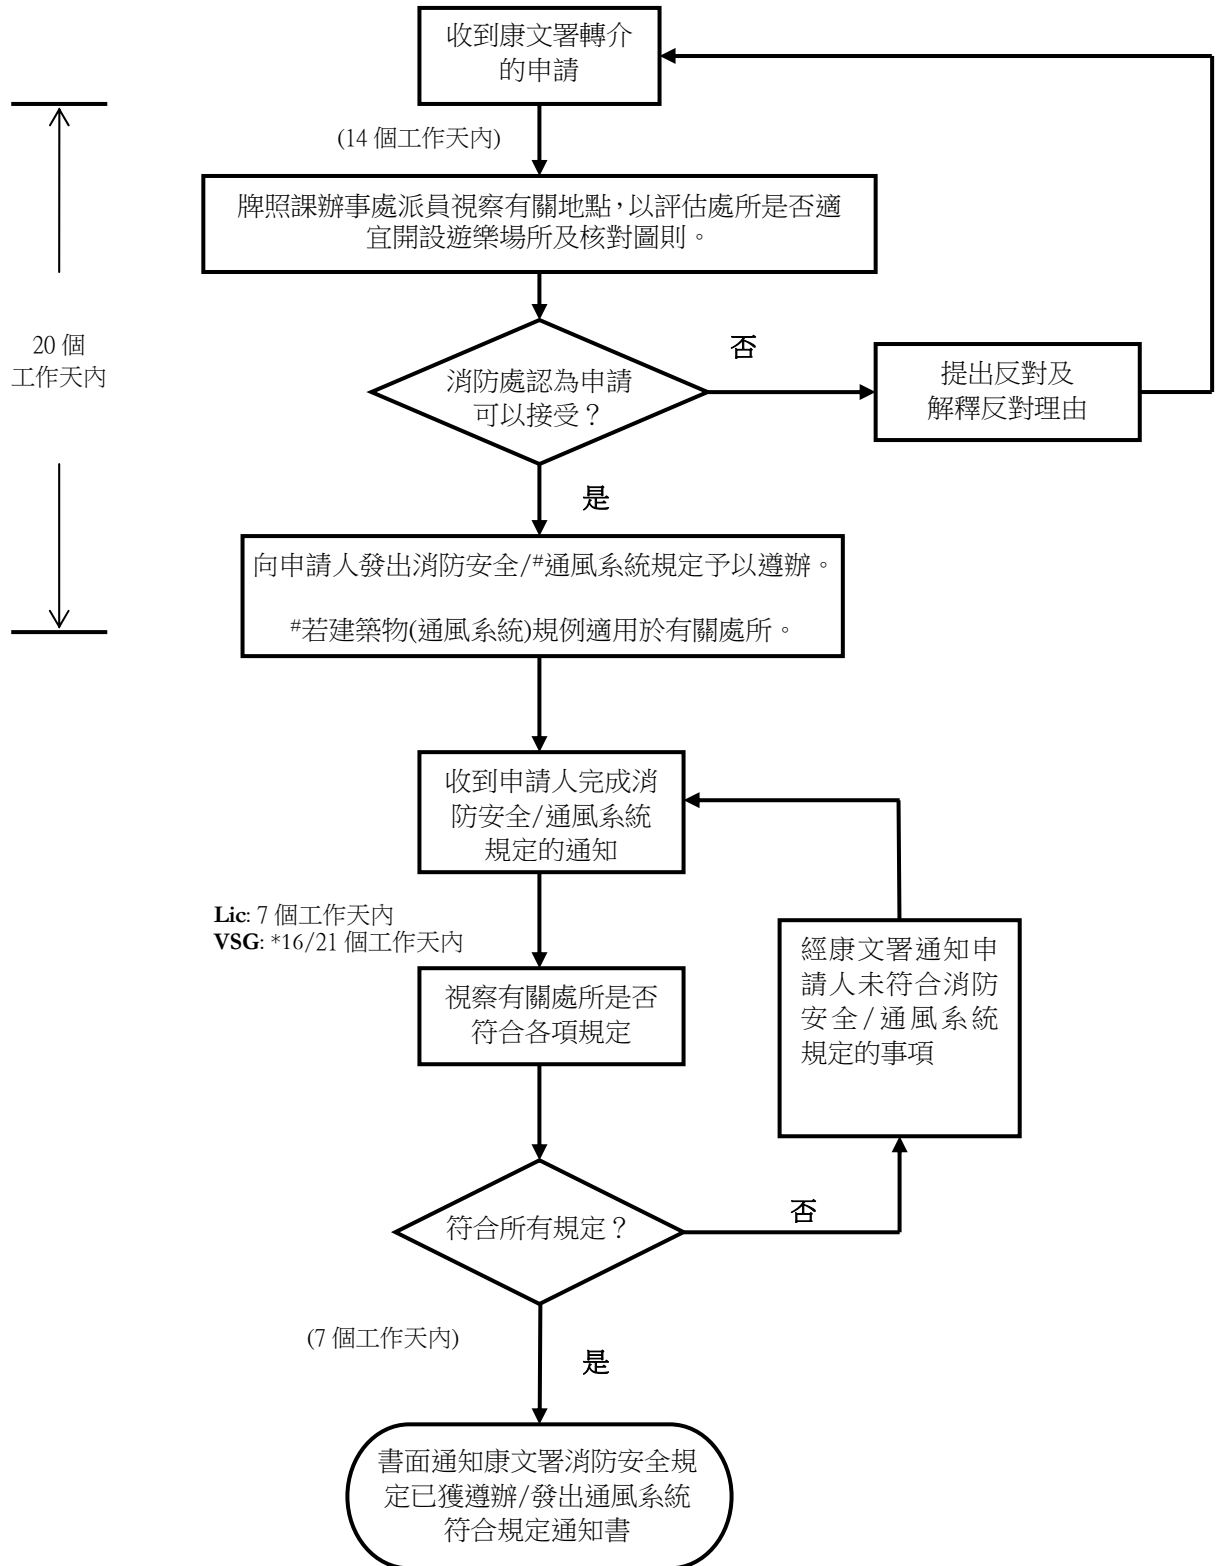 收到康文署轉介
的申請
(14 個工作天內)
牌照課辦事處派員視察有關地點，以評估處所是否適
宜開設遊樂場所及核對圖則。
20 個
工作天內
消防處認為申請
可以接受？
否
提出反對及
解釋反對理由
是
向申請人發出消防安全/#通風系統規定予以遵辦。
#若建築物(通風系統)規例適用於有關處所。
收到申請人完成消
防安全/通風系統
規定的通知
Lic: 7 個工作天內
VSG: *16/21 個工作天內
視察有關處所是否
符合各項規定
經康文署通知申
請人未符合消防
安全/通風系統
規定的事項
符合所有規定？
否
(7 個工作天內)
是
書面通知康文署消防安全規
定已獲遵辦/發出通風系統
符合規定通知書